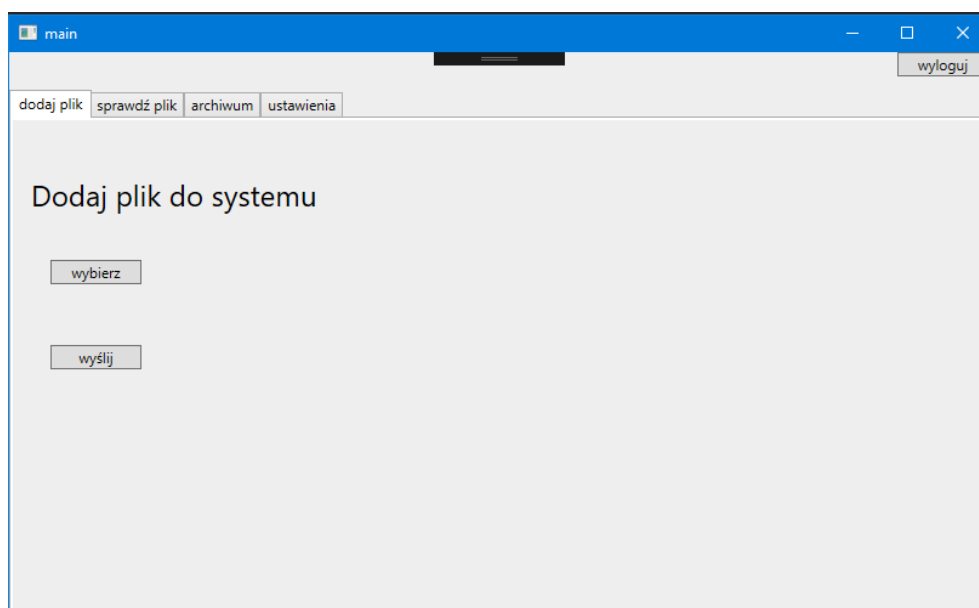 main
wyloguj
dodaj plik sprawdź plik archiwum ustawienia
Dodaj plik do systemu
wybierz
wyślij